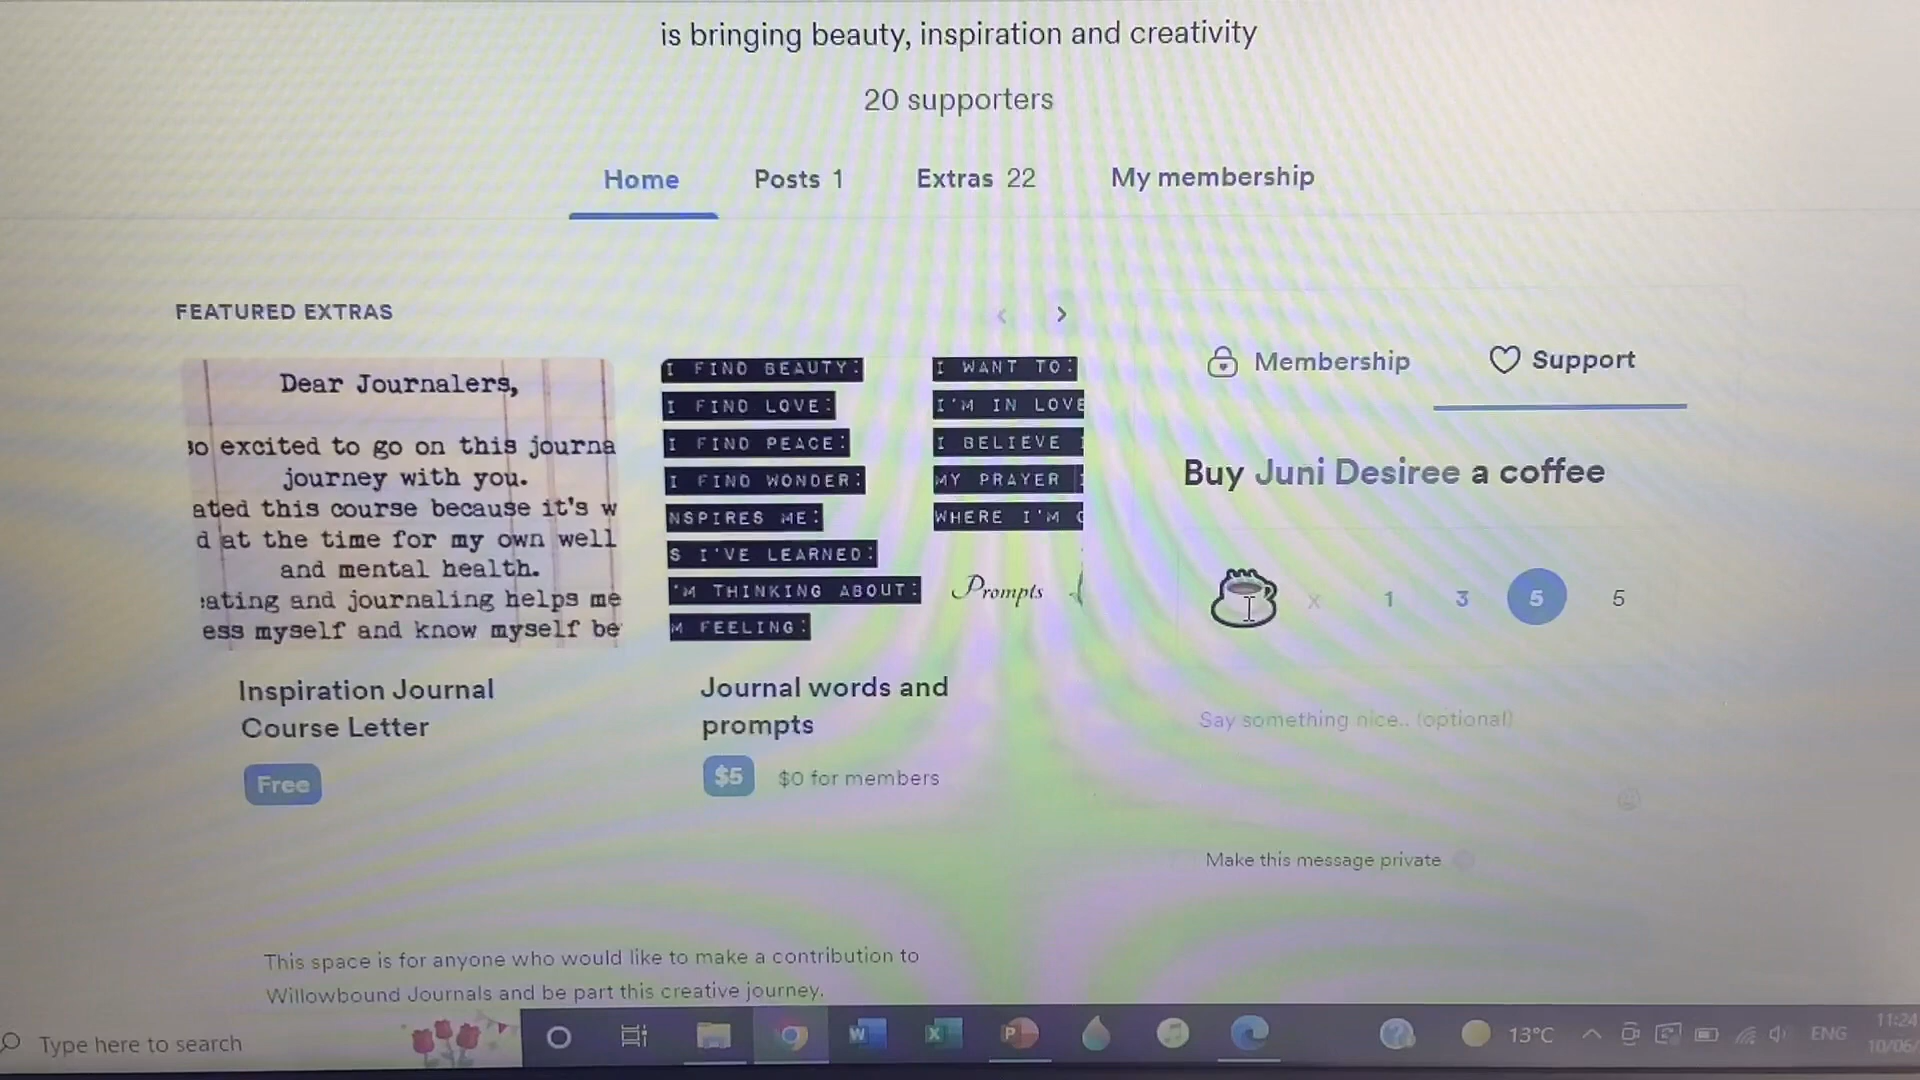 is bringing beauty, inspiration and creativity
20 supporters
Home Posts 1 Extras 22 My membership
FEATURED EXTRAS
Dear Journalers,
so excited to go on this journa
journey with you.
ated this course because it's w
d at the time for my own well
and mental health.
ating and journaling helps me
ess myself and know myself be
Inspiration Journal
Course Letter
Free
I FIND BEAUTY:
I FIND LOVE:
I FIND PEACE:
I FIND WONDER:
NSPIRES ME:
S I'VE LEARNED:
'M THINKING ABOUT:
M FEELING:
I WANT TO:
I'M IN LOVE
I BELIEVE
MY PRAYER
WHERE I'M
Prompts
Journal words and
prompts
$5 $0 for members
Membership Support
Buy Juni Desiree a coffee
x 1 3 5 5
Say something nice.. (optional)
Make this message private
This space is for anyone who would like to make a contribution to
Willowbound Journals and be part this creative journey.
Type here to search
13°C
ENG
11:24
10/06/